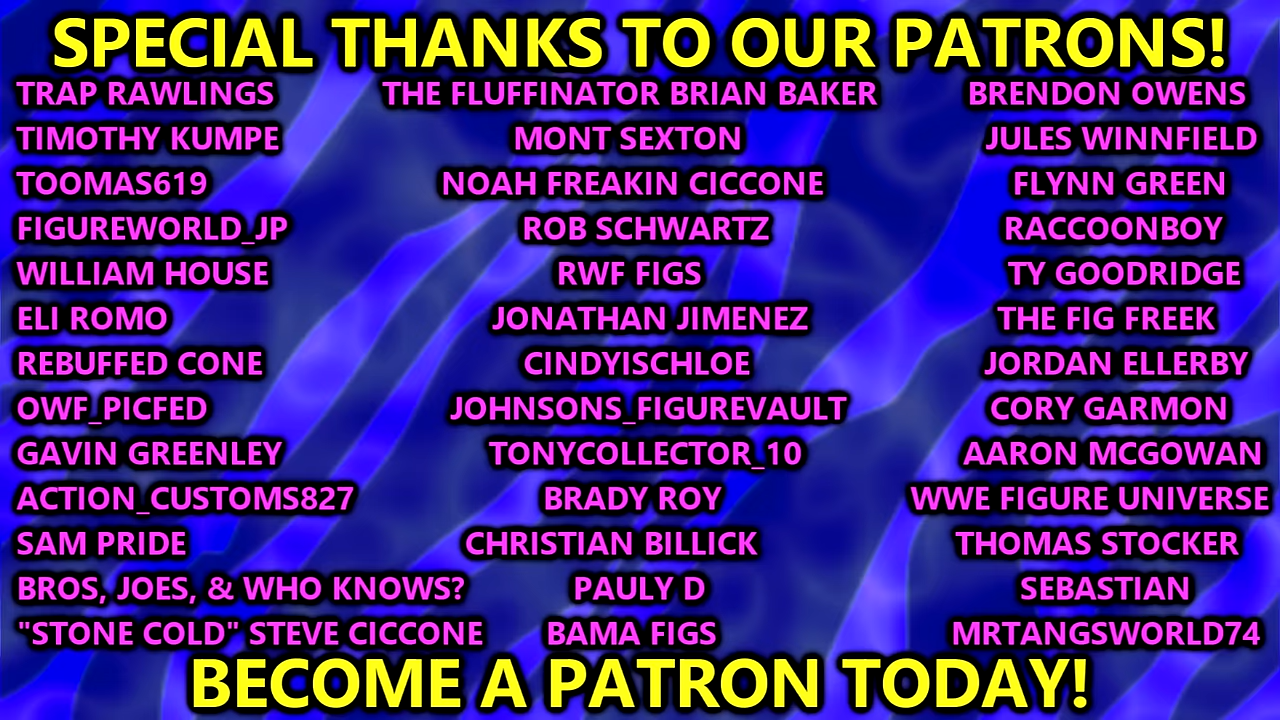 SPECIAL THANKS TO OUR PATRONS!
TRAP RAWLINGS THE FLUFFINATOR BRIAN BAKER BRENDON OWENS
TIMOTHY KUMPE MONT SEXTON JULES WINNFIELD
TOOMAS619 NOAH FREAKIN CICCONE FLYNN GREEN
FIGUREWORLD_JP ROB SCHWARTZ RACCOONBOY
WILLIAM HOUSE RWF FIGS TY GOODRIDGE
ELI ROMO JONATHAN JIMENEZ THE FIG FREEK
REBUFFED CONE CINDYISCHLOE JORDAN ELLERBY
OWF_PICFED JOHNSONS_FIGUREVAULT CORY GARMON
GAVIN GREENLEY TONYCOLLECTOR_10 AARON MCGOWAN
ACTION_CUSTOMS827 BRADY ROY WWE FIGURE UNIVERSE
SAM PRIDE CHRISTIAN BILLICK THOMAS STOCKER
BROS, JOES, & WHO KNOWS? PAULY D SEBASTIAN
"STONE COLD" STEVE CICCONE BAMA FIGS MRTANGSWORLD74
BECOME A PATRON TODAY!